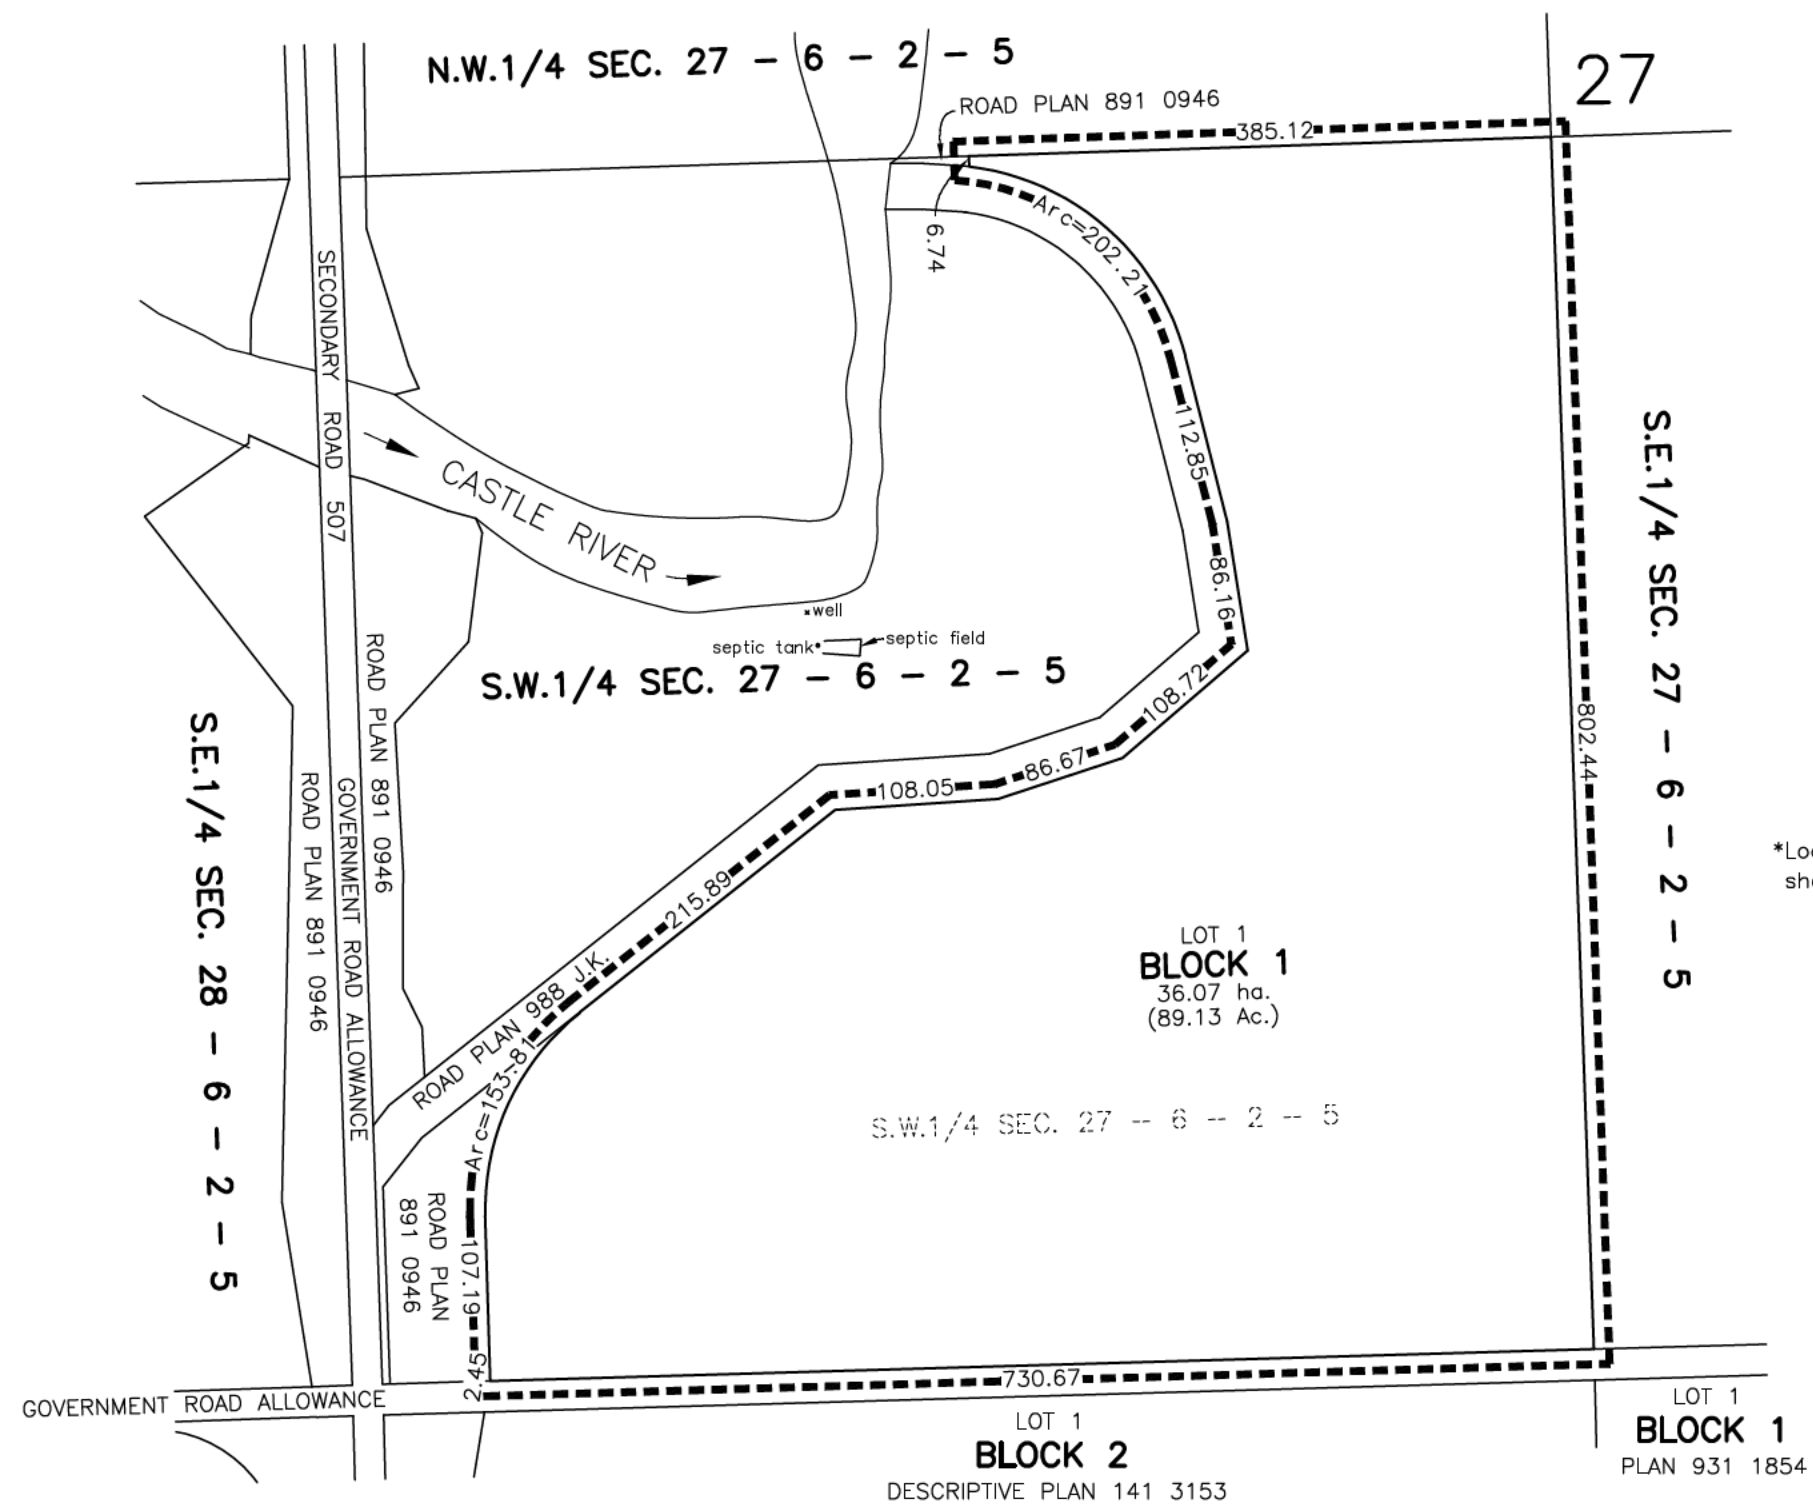 N.W.1/4 SEC. 27 - 6 - 2 - 5
27
ROAD PLAN 891 0946
385.12
6.74
Arc=202.21
112.85
86.16
108.72
86.67
108.05
215.89
Arc=153.81
107.19
2.45
730.67
802.44
SECONDARY ROAD 507
CASTLE RIVER
well
septic tank
septic field
S.W.1/4 SEC. 27 - 6 - 2 - 5
S.E.1/4 SEC. 27 - 6 - 2 - 5
S.E.1/4 SEC. 28 - 6 - 2 - 5
ROAD PLAN 891 0946
GOVERNMENT ROAD ALLOWANCE
ROAD PLAN 891 0946
ROAD PLAN 988 J.K.
ROAD PLAN
891 0946
LOT 1
BLOCK 1
36.07 ha.
(89.13 Ac.)
S.W.1/4 SEC. 27 -- 6 -- 2 -- 5
GOVERNMENT ROAD ALLOWANCE
LOT 1
BLOCK 2
DESCRIPTIVE PLAN 141 3153
LOT 1
BLOCK 1
PLAN 931 1854